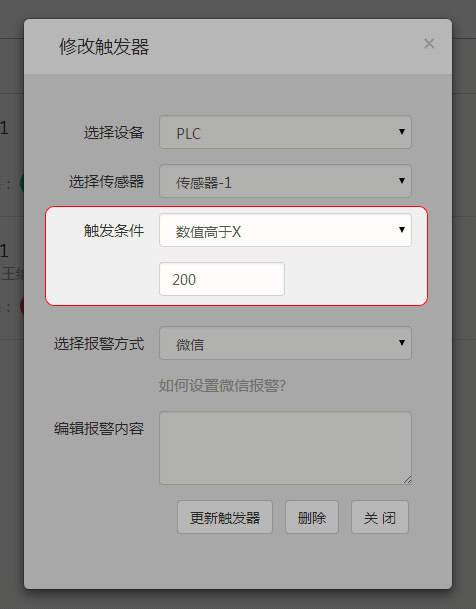 修改触发器 ×
选择设备 PLC
1
选择传感器 传感器-1
触发条件 数值高于X
1
200
选择报警方式 微信
如何设置微信报警?
编辑报警内容
更新触发器 删除 关 闭